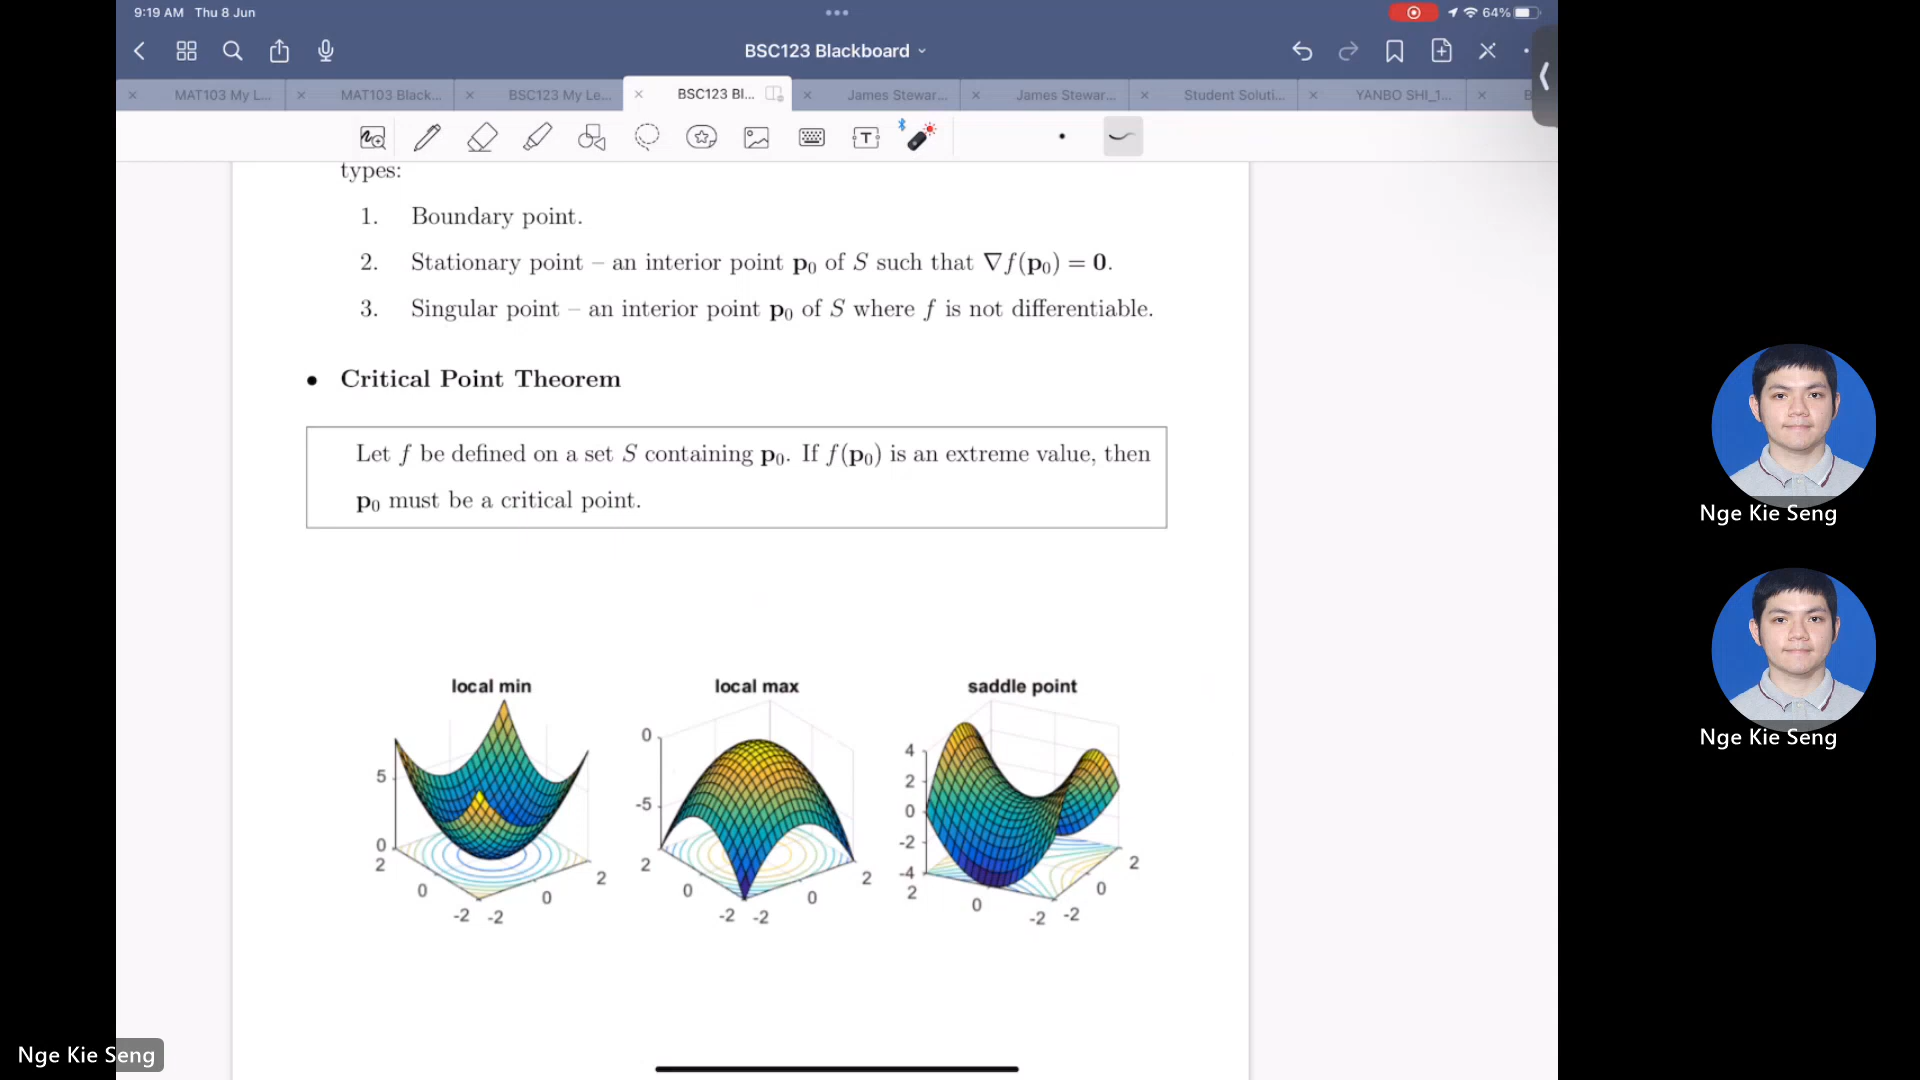 9:19 AM Thu 8 Jun
64%
BSC123 Blackboard
MAT103 My L...
MAT103 Black...
BSC123 My Le...
BSC123 Bl...
James Stewar...
James Stewar...
Student Soluti...
YANBO SHI_1...
B
T
types:
1. Boundary point.
2. Stationary point – an interior point p₀ of S such that ∇f(p₀) = 0.
3. Singular point – an interior point p₀ of S where f is not differentiable.
• Critical Point Theorem
Let f be defined on a set S containing p₀. If f(p₀) is an extreme value, then
p₀ must be a critical point.
local min
5
0
2
0
-2
-2
0
2
local max
0
-5
2
0
-2
-2
0
2
saddle point
4
2
0
-2
-4
2
0
-2
-2
0
2
Nge Kie Seng
Nge Kie Seng
Nge Kie Seng